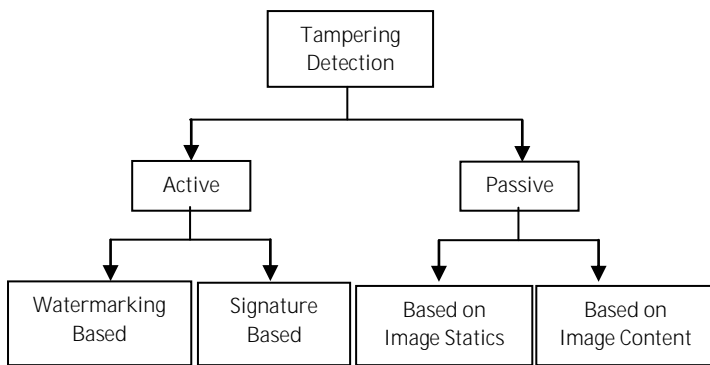 Tampering
Detection
Active
Passive
Watermarking
Based
Signature
Based
Based on
Image Statics
Based on
Image Content